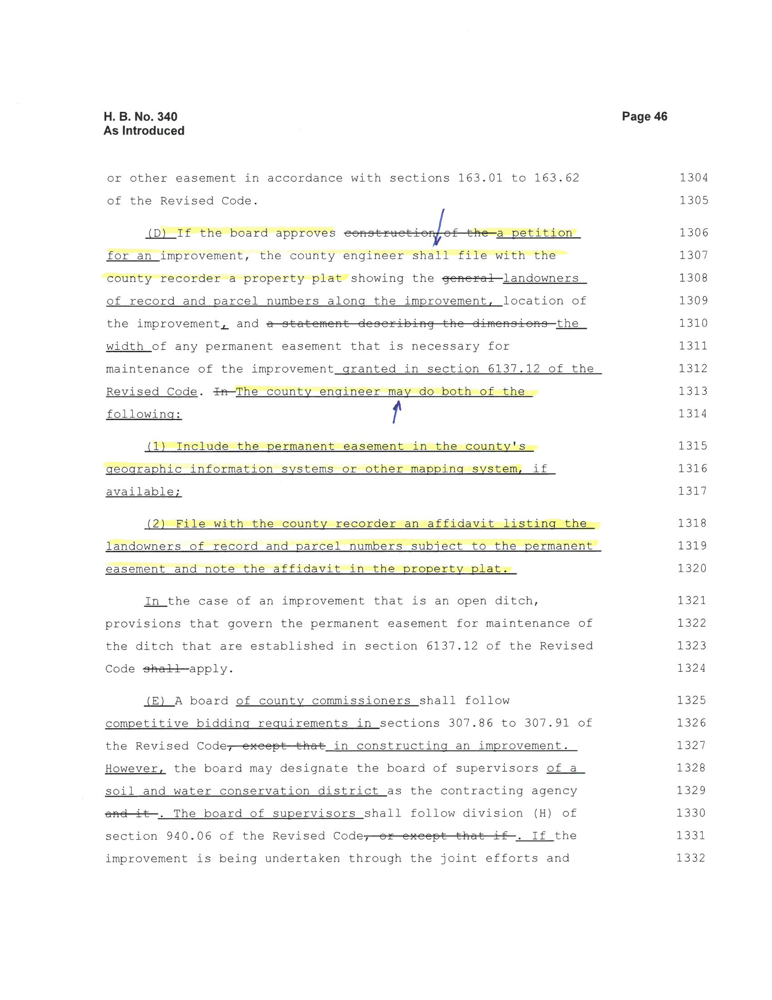 H. B. No. 340 Page 46
As Introduced
or other easement in accordance with sections 163.01 to 163.62 1304
of the Revised Code. 1305
(D) If the board approves construction of the a petition 1306
for an improvement, the county engineer shall file with the 1307
county recorder a property plat showing the general landowners 1308
of record and parcel numbers along the improvement, location of 1309
the improvement, and a statement describing the dimensions the 1310
width of any permanent easement that is necessary for 1311
maintenance of the improvement granted in section 6137.12 of the 1312
Revised Code. In The county engineer may do both of the 1313
following: 1314
(1) Include the permanent easement in the county's 1315
geographic information systems or other mapping system, if 1316
available; 1317
(2) File with the county recorder an affidavit listing the 1318
landowners of record and parcel numbers subject to the permanent 1319
easement and note the affidavit in the property plat. 1320
In the case of an improvement that is an open ditch, 1321
provisions that govern the permanent easement for maintenance of 1322
the ditch that are established in section 6137.12 of the Revised 1323
Code shall apply. 1324
(E) A board of county commissioners shall follow 1325
competitive bidding requirements in sections 307.86 to 307.91 of 1326
the Revised Code, except that in constructing an improvement. 1327
However, the board may designate the board of supervisors of a 1328
soil and water conservation district as the contracting agency 1329
and it . The board of supervisors shall follow division (H) of 1330
section 940.06 of the Revised Code, or except that if . If the 1331
improvement is being undertaken through the joint efforts and 1332